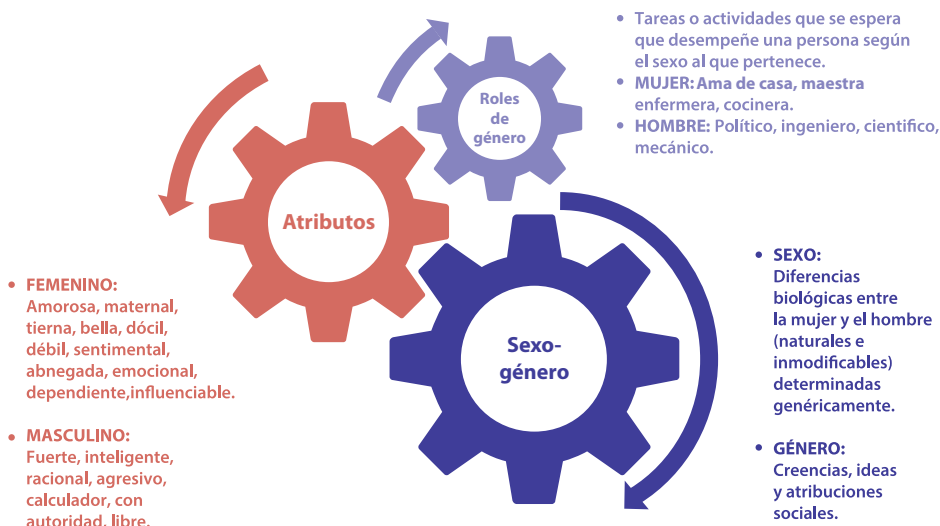 • Tareas o actividades que se espera
que desempeñe una persona según
el sexo al que pertenece.
• MUJER: Ama de casa, maestra
enfermera, cocinera.
• HOMBRE: Político, ingeniero, cientifico,
mecánico.
Roles
de
género
Atributos
• FEMENINO:
Amorosa, maternal,
tierna, bella, dócil,
débil, sentimental,
abnegada, emocional,
dependiente,influenciable.
• MASCULINO:
Fuerte, inteligente,
racional, agresivo,
calculador, con
autoridad, libre.
Sexo-
género
• SEXO:
Diferencias
biológicas entre
la mujer y el hombre
(naturales e
inmodificables)
determinadas
genéricamente.
• GÉNERO:
Creencias, ideas
y atribuciones
sociales.